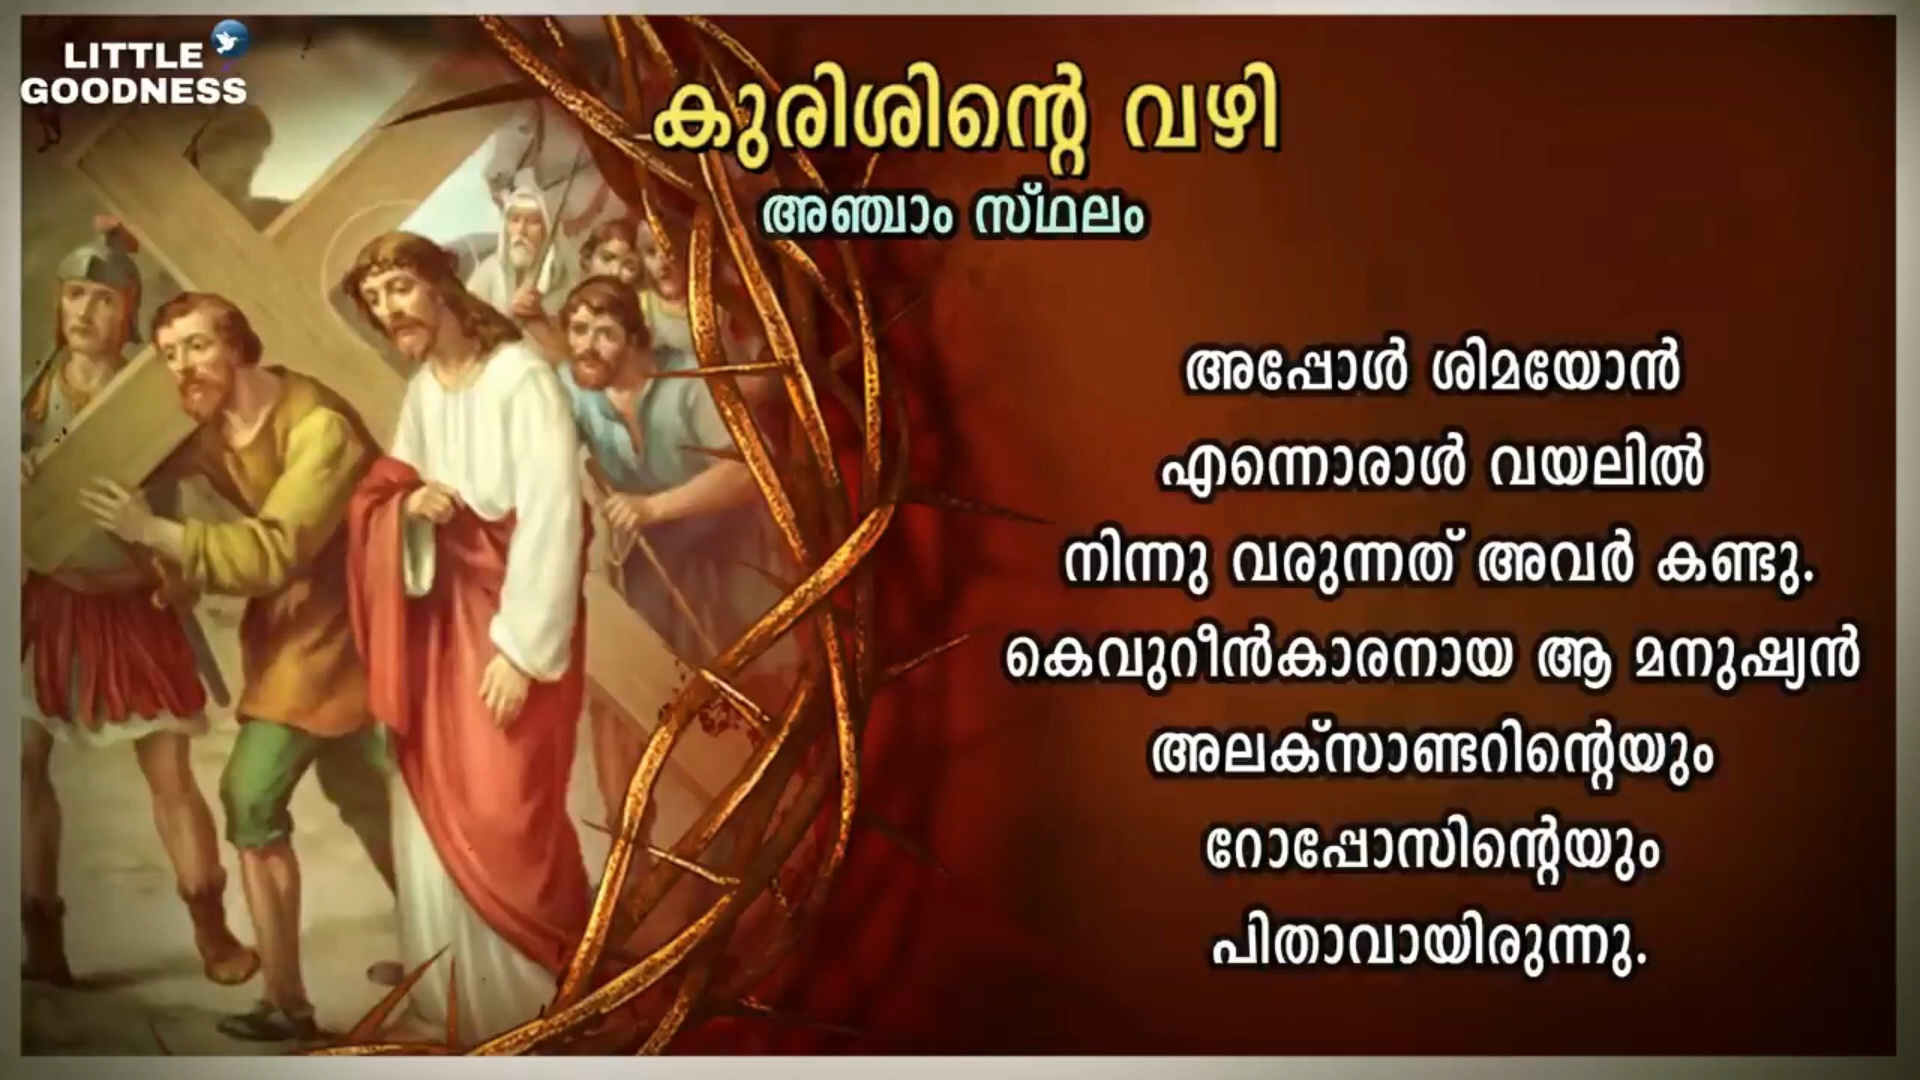 LITTLE
GOODNESS
കുരിശിന്റെ വഴി
അഞ്ചാം സ്ഥലം
അപ്പോൾ ശിമയോൻ
എന്നൊരാൾ വയലിൽ
നിന്നു വരുന്നത് അവർ കണ്ടു.
കെവുറീൻകാരനായ ആ മനുഷ്യൻ
അലക്സാണ്ടറിന്റെയും
റോപ്പോസിന്റെയും
പിതാവായിരുന്നു.